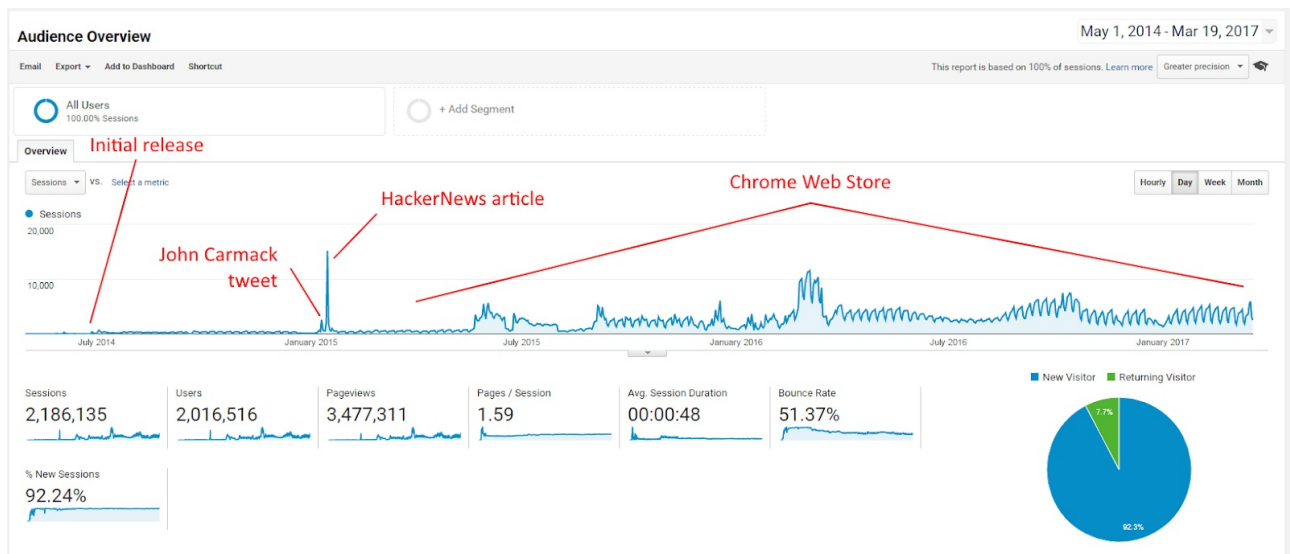 Audience Overview
May 1, 2014 - Mar 19, 2017
Email Export Add to Dashboard Shortcut
This report is based on 100% of sessions. Learn more Greater precision
All Users
100.00% Sessions
+ Add Segment
Initial release
Overview
Sessions VS. Select a metric
Hourly Day Week Month
Chrome Web Store
HackerNews article
Sessions
20,000
John Carmack
tweet
10,000
July 2014 January 2015 July 2015 January 2016 July 2016 January 2017
New Visitor Returning Visitor
Sessions
2,186,135
Users
2,016,516
Pageviews
3,477,311
Pages / Session
1.59
Avg. Session Duration
00:00:48
Bounce Rate
51.37%
% New Sessions
92.24%
7.7%
92.3%